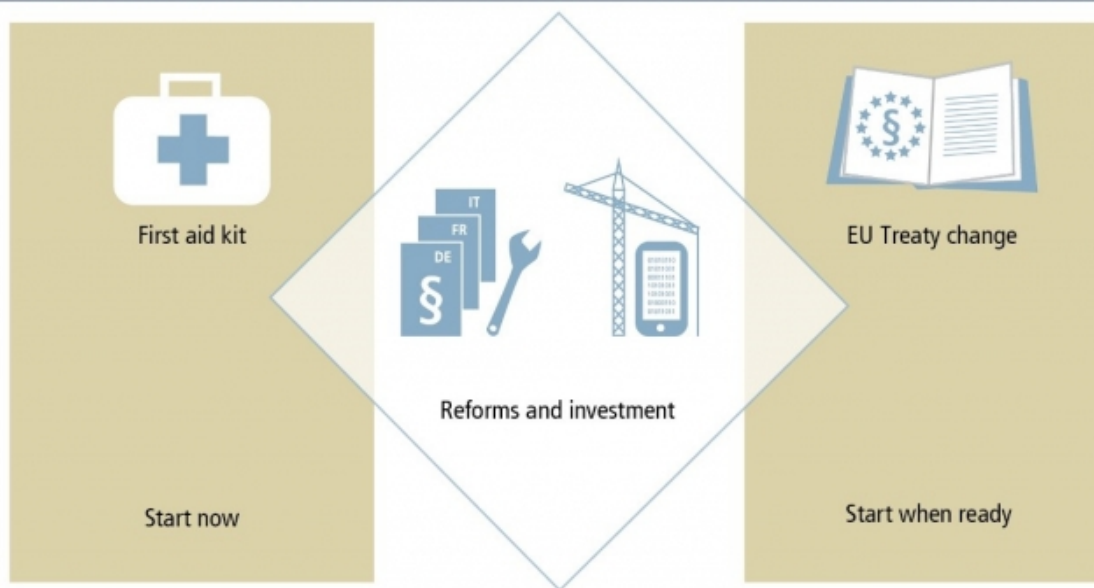 First aid kit
Start now
IT
FR
DE
§
Reforms and investment
§
EU Treaty change
Start when ready